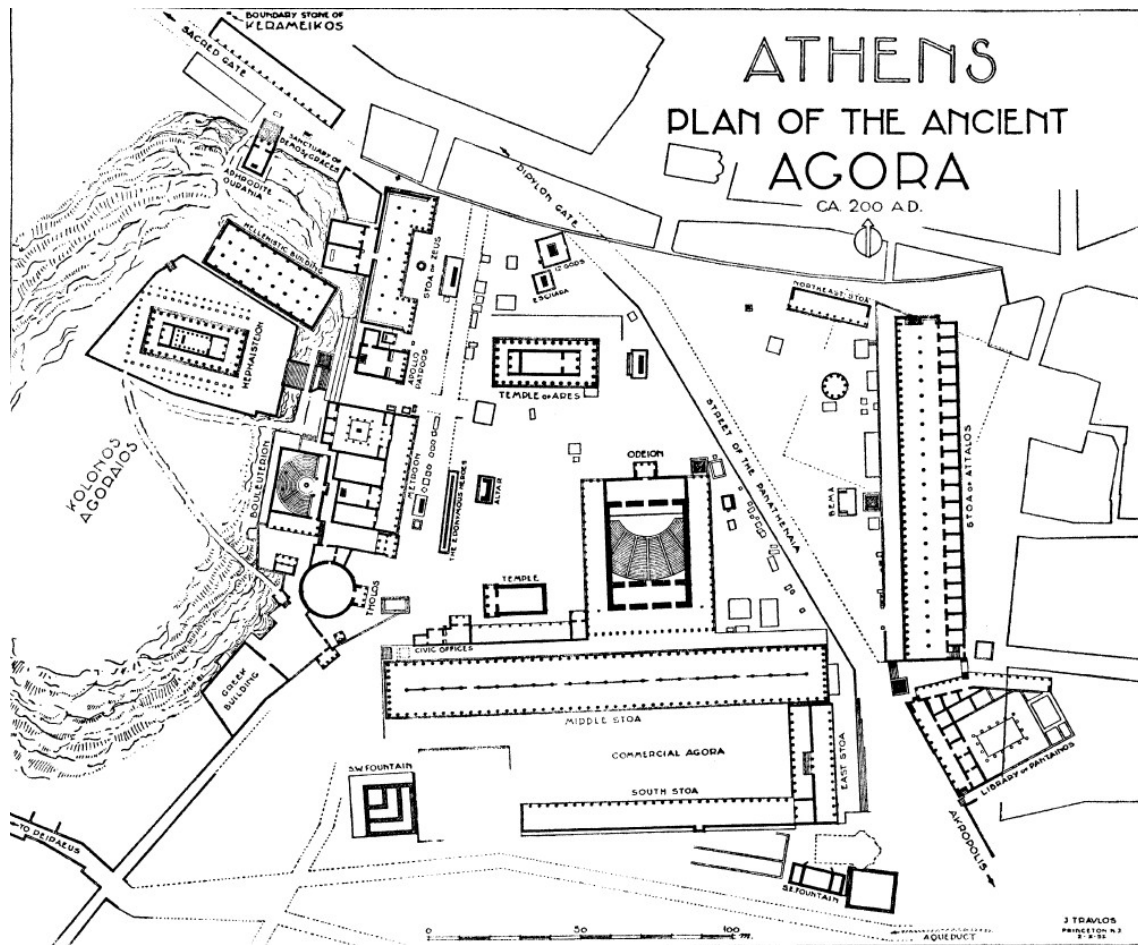 ATHENS
PLAN OF THE ANCIENT
AGORA
CA. 200 A.D.
BOUNDARY STONE OF
KERAMEIKOS
SACRED GATE
SANCTUARY OF
DEMOS & GRACES
APHRODITE
OURANIA
DIPYLON GATE
HELLENISTIC BUILDING
STOA OF ZEUS
12 GODS
ESCHARA
NORTHEAST STOA
HEPHAISTEION
APOLLO
PATROOS
TEMPLE OF ARES
STREET OF THE PANATHENAIA
STOA OF ATTALOS
KOLONOS
AGORAIOS
BOULEUTERION
METROON
THE EPONYMOUS HEROES
ALTAR
ODEION
BEMA
THOLOS
TEMPLE
CIVIC OFFICES
GREEK
BUILDING
MIDDLE STOA
COMMERCIAL AGORA
EAST STOA
LIBRARY OF PANTAINOS
S.W. FOUNTAIN
SOUTH STOA
AKROPOLIS
TO PEIRAEUS
S.E. FOUNTAIN
0 50 100
m.
AQUEDUCT
J TRAVLOS
PRINCETON N.J